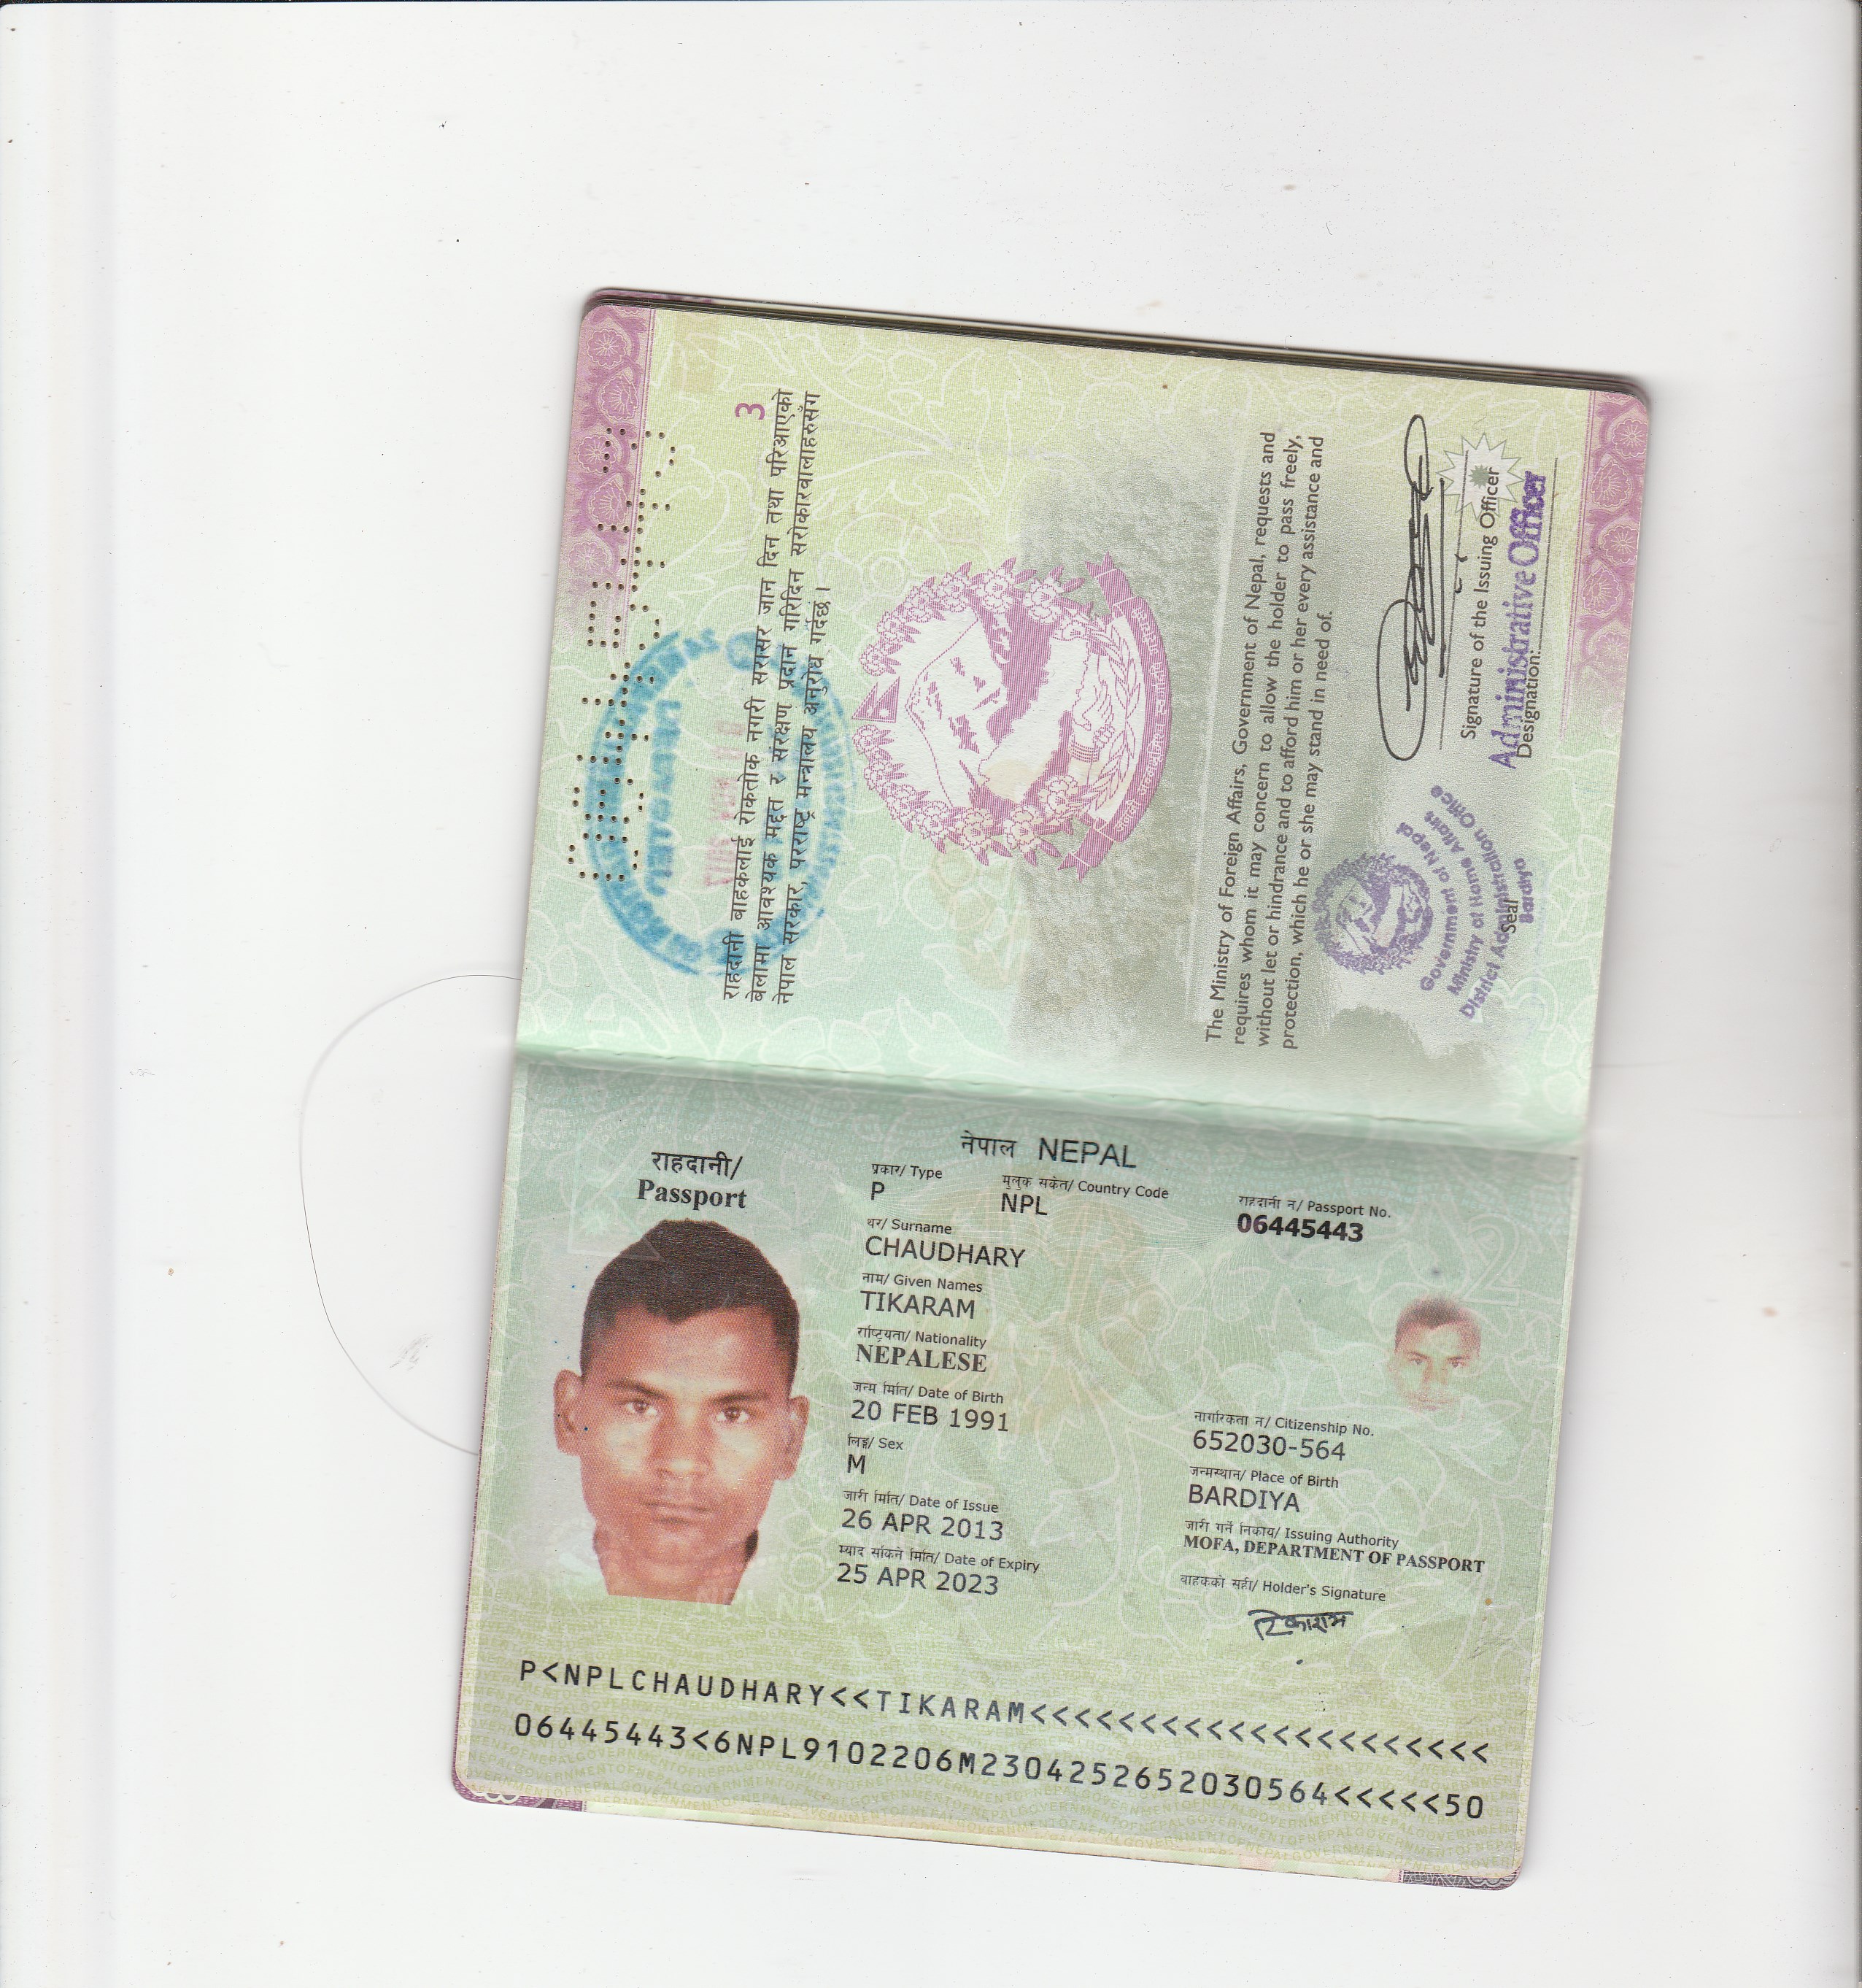 3
राहदानी बाहकलाई रोकतोक नगरी सरासर जान दिन तथा परिआएको
बेलामा आवश्यक मद्दत र संरक्षण प्रदान गरिदिन सरोकारवालाहरुसँग
नेपाल सरकार, परराष्ट्र मन्त्रालय अनुरोध गर्दछ ।
The Ministry of Foreign Affairs, Government of Nepal, requests and
requires whom it may concern to allow the holder to pass freely,
without let or hindrance and to afford him or her every assistance and
protection, which he or she may stand in need of.
Signature of the Issuing Officer
Administrative Officer
Designation:
Government of Nepal
Ministry of Home Affairs
District Administration Office
Bardiya
Seal
राहदानी/
Passport
नेपाल NEPAL
प्रकार/ Type
P
मुलुक संकेत/ Country Code
NPL
राहदानी नं/ Passport No.
06445443
थर/ Surname
CHAUDHARY
नाम/ Given Names
TIKARAM
राष्ट्रियता/ Nationality
NEPALESE
जन्म मिति/ Date of Birth
20 FEB 1991
लिङ्ग/ Sex
M
जारी मिति/ Date of Issue
26 APR 2013
म्याद सकिने मिति/ Date of Expiry
25 APR 2023
2
नागरिकता नं/ Citizenship No.
652030-564
जन्मस्थान/ Place of Birth
BARDIYA
जारी गर्ने निकाय/ Issuing Authority
MOFA, DEPARTMENT OF PASSPORT
वाहकको सही/ Holder's Signature
टिकाराम
P<NPLCHAUDHARY<<TIKARAM<<<<<<<<<<<<<<<<<<<<<
06445443<6NPL9102206M2304252652030564<<<<<50